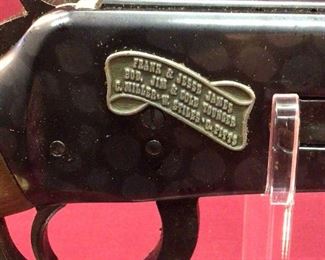 FRANK & JESSE JAMES
BOB, JIM & COLE YOUNGER
C. MILLER · W. STILES · C. PITTS